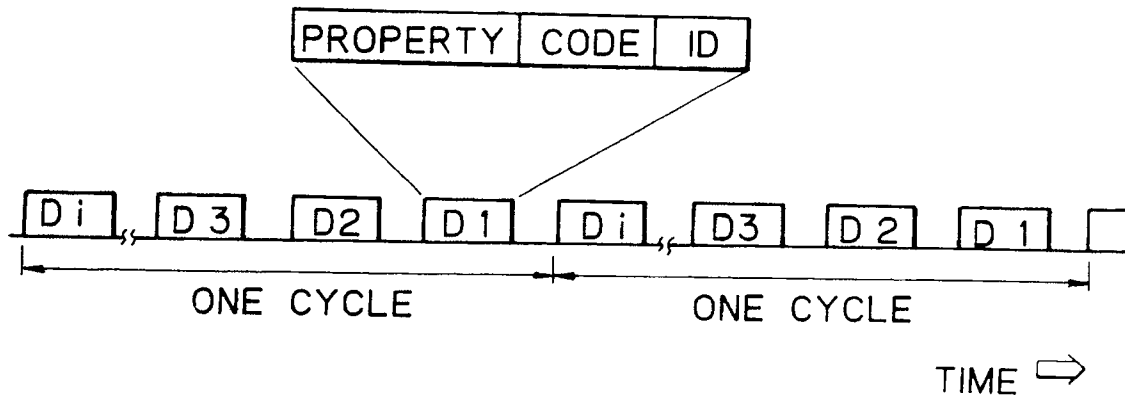 PROPERTY CODE ID
Di D3 D2 D1 Di D3 D2 D1
ONE CYCLE ONE CYCLE
TIME